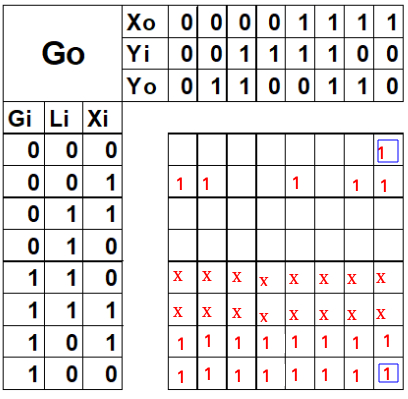 Go Xo 0 0 0 0 1 1 1 1
Yi 0 0 1 1 1 1 0 0
Yo 0 1 1 0 0 1 1 0
Gi Li Xi
0 0 0 1
0 0 1 1 1 1 1 1
0 1 1
0 1 0
1 1 0 x x x x x x x x
1 1 1 x x x x x x x x
1 0 1 1 1 1 1 1 1 1 1
1 0 0 1 1 1 1 1 1 1 1